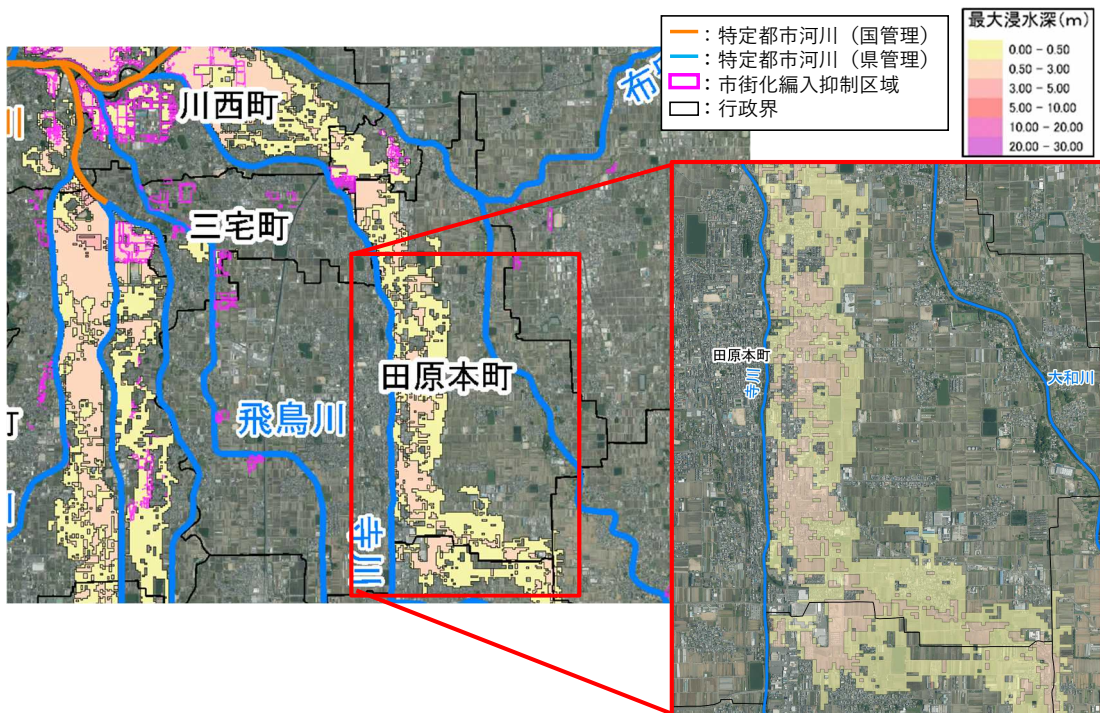 ：特定都市河川（国管理）
：特定都市河川（県管理）
：市街化編入抑制区域
：行政界
最大浸水深(m)
0.00 - 0.50
0.50 - 3.00
3.00 - 5.00
5.00 - 10.00
10.00 - 20.00
20.00 - 30.00
布
川西町
川
三宅町
田原本町
飛鳥川
町
川
寺川
田原本町
寺川
大和川